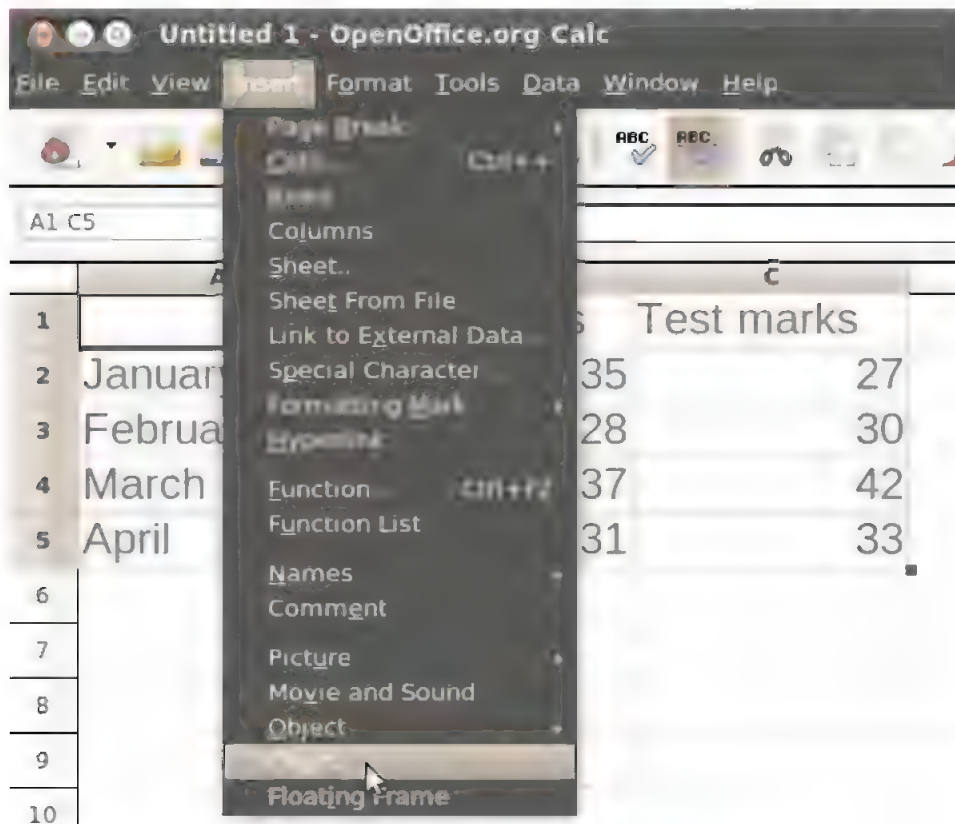 Untitled 1 - OpenOffice.org Calc
File Edit View Insert Format Tools Data Window Help
Page Break
Ctrl++
ABC ABC
A1 C5
Columns
Sheet..
Sheet From File
Link to External Data
Special Character
Formatting Mark
Hyperlink
Function Ctrl+F2
Function List
Names
Comment
Picture
Movie and Sound
Object
Floating Frame
C
1 Test marks
2 January 35 27
3 28 30
4 March 37 42
5 April 31 33
6
7
8
9
10